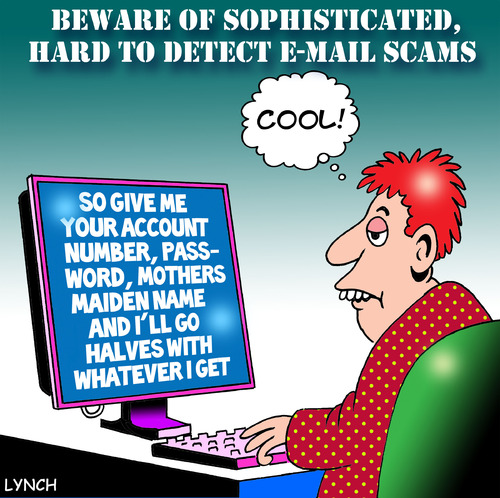 BEWARE OF SOPHISTICATED,
HARD TO DETECT E-MAIL SCAMS
COOL!
SO GIVE ME
YOUR ACCOUNT
NUMBER, PASS-
WORD, MOTHERS
MAIDEN NAME
AND I'LL GO
HALVES WITH
WHATEVER I GET
LYNCH